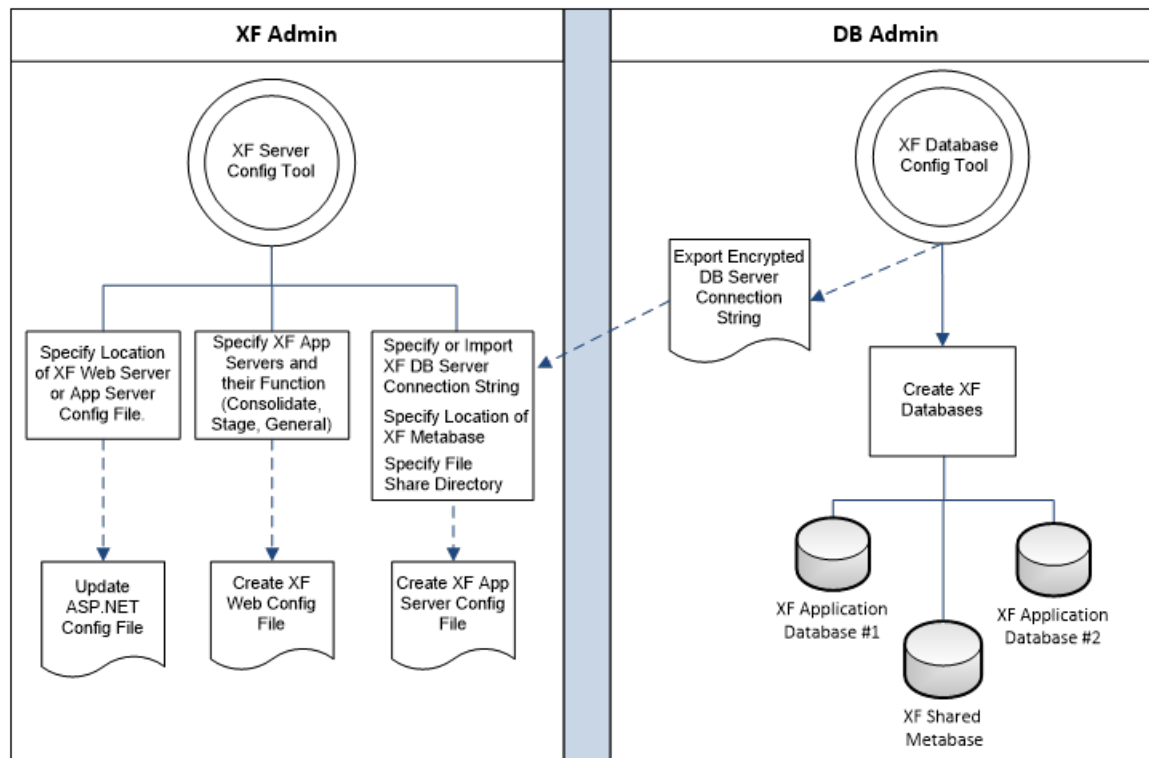 XF Admin
DB Admin
XF Server
Config Tool
XF Database
Config Tool
Export Encrypted
DB Server
Connection
String
Specify Location
of XF Web Server
or App Server
Config File.
Specify XF App
Servers and
their Function
(Consolidate,
Stage, General)
Specify or Import
XF DB Server
Connection String
Specify Location of
XF Metabase
Specify File
Share Directory
Create XF
Databases
Update
ASP.NET
Config File
Create XF
Web Config
File
Create XF App
Server Config
File
XF Application
Database #1
XF Application
Database #2
XF Shared
Metabase